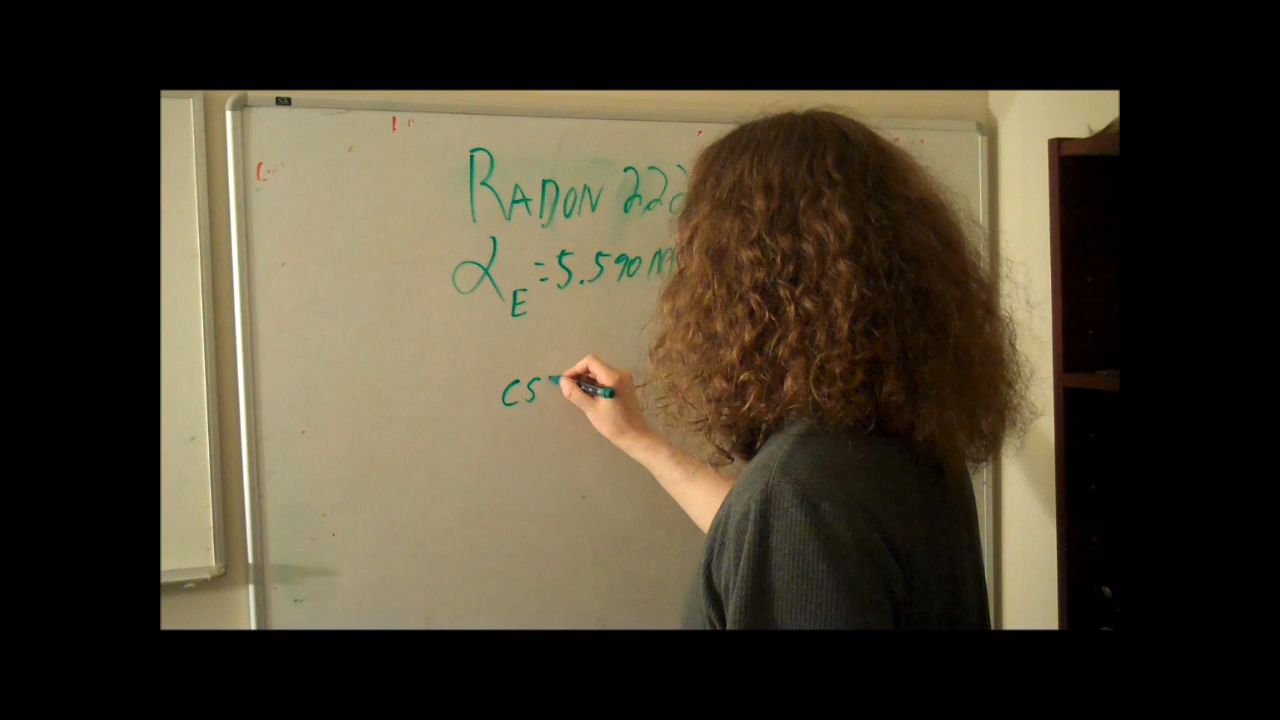 RADON 222
α E = 5.590 M
CS